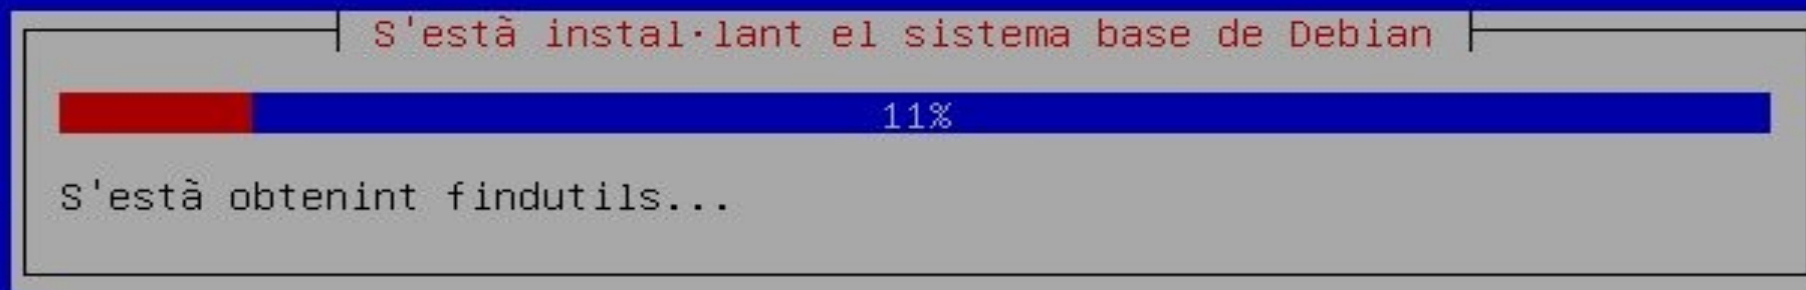 S'està instal·lant el sistema base de Debian
11%
S'està obtenint findutils...